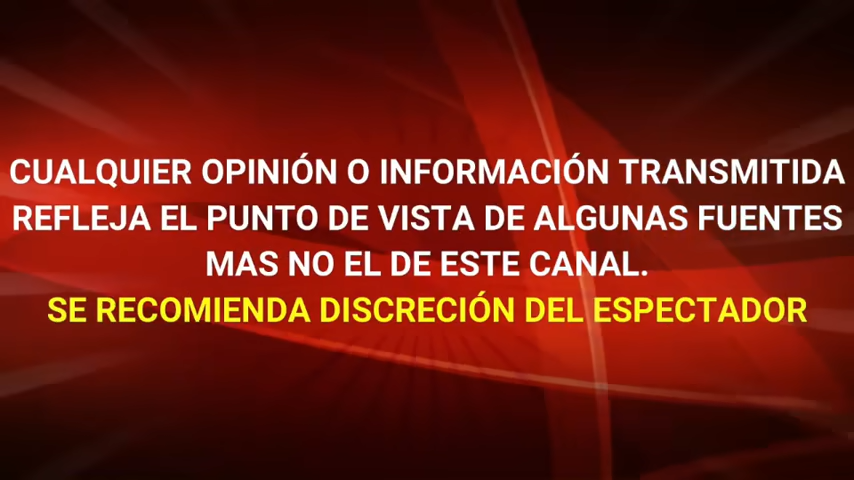 CUALQUIER OPINIÓN O INFORMACIÓN TRANSMITIDA
REFLEJA EL PUNTO DE VISTA DE ALGUNAS FUENTES
MAS NO EL DE ESTE CANAL.
SE RECOMIENDA DISCRECIÓN DEL ESPECTADOR